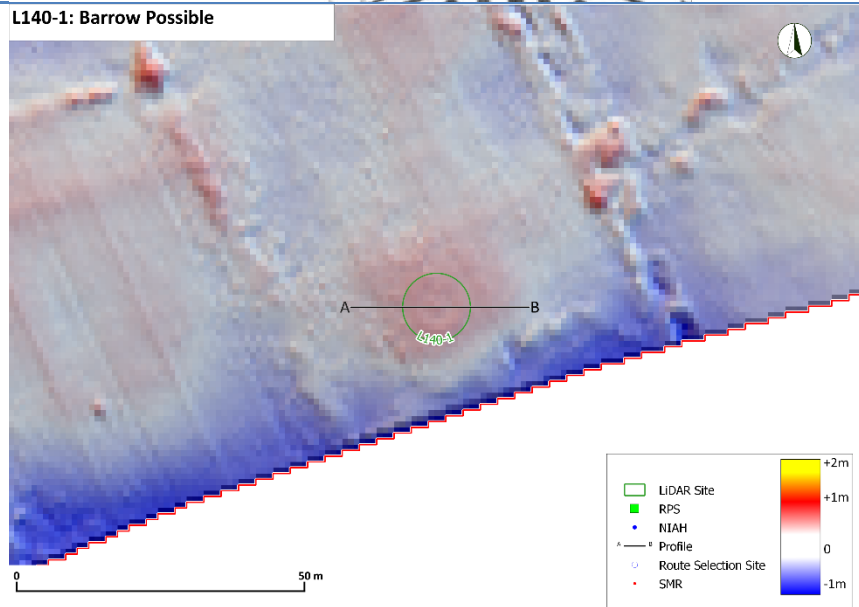 L140-1: Barrow Possible
A
B
L140-1
0
50 m
LiDAR Site
RPS
NIAH
A B Profile
Route Selection Site
SMR
+2m
+1m
0
-1m